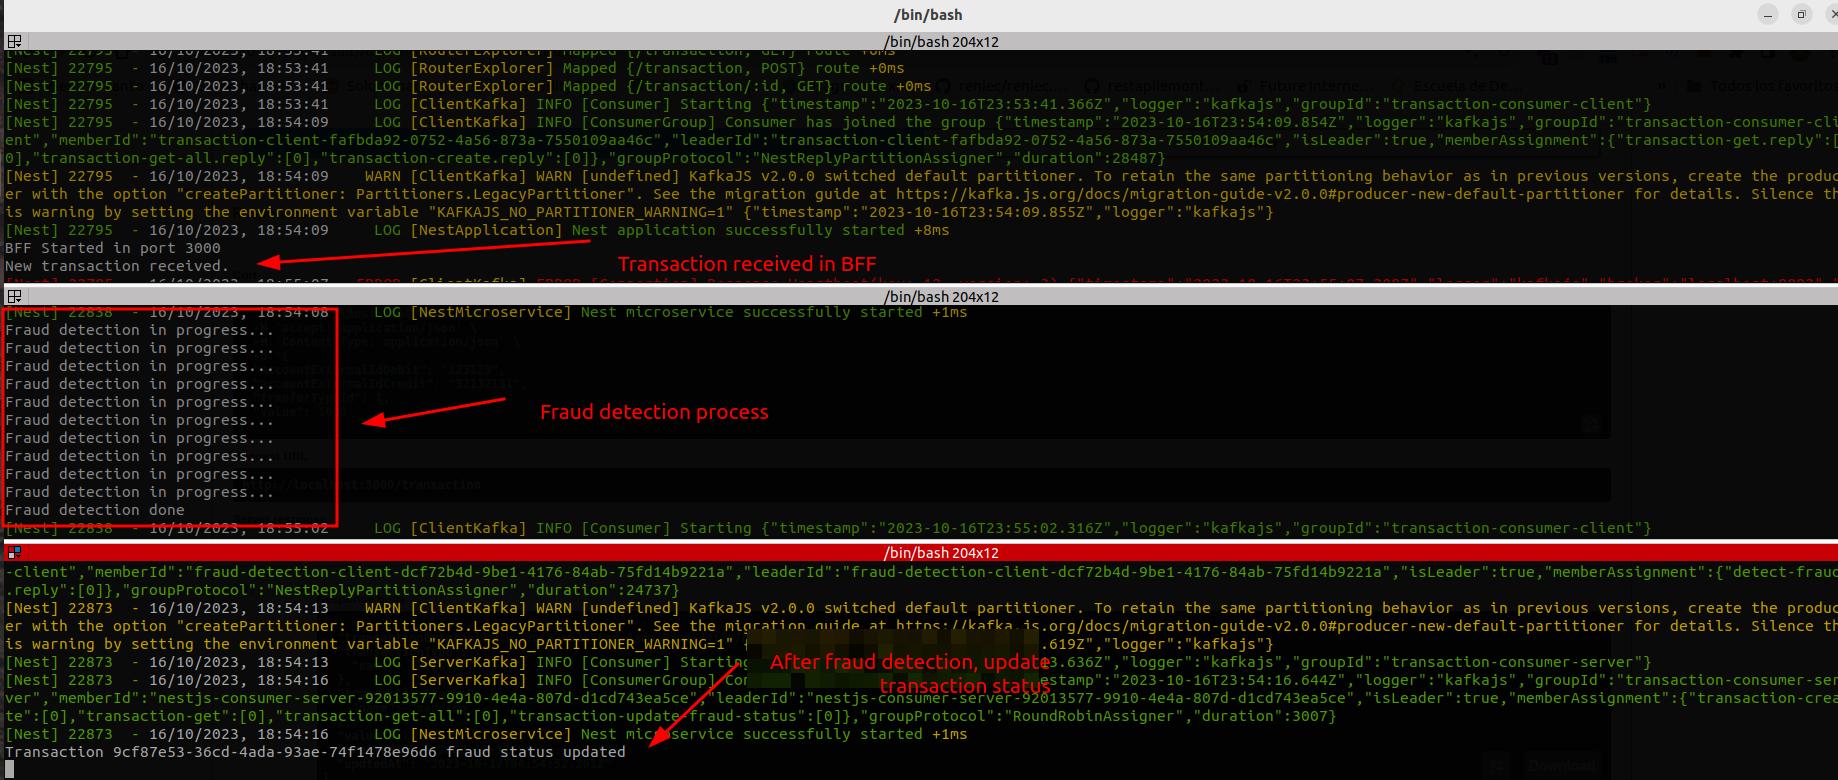 /bin/bash
/bin/bash 204x12
[Nest] 22795 - 16/10/2023, 18:53:41 LOG [RouterExplorer] Mapped {/transaction, GET} route +0ms
[Nest] 22795 - 16/10/2023, 18:53:41 LOG [RouterExplorer] Mapped {/transaction, POST} route +0ms
[Nest] 22795 - 16/10/2023, 18:53:41 LOG [RouterExplorer] Mapped {/transaction/:id, GET} route +0ms
[Nest] 22795 - 16/10/2023, 18:53:41 LOG [ClientKafka] INFO [Consumer] Starting {"timestamp":"2023-10-16T23:53:41.366Z","logger":"kafkajs","groupId":"transaction-consumer-client"}
[Nest] 22795 - 16/10/2023, 18:54:09 LOG [ClientKafka] INFO [ConsumerGroup] Consumer has joined the group {"timestamp":"2023-10-16T23:54:09.854Z","logger":"kafkajs","groupId":"transaction-consumer-cli
ent","memberId":"transaction-client-fafbda92-0752-4a56-873a-7550109aa46c","leaderId":"transaction-client-fafbda92-0752-4a56-873a-7550109aa46c","isLeader":true,"memberAssignment":{"transaction-get.reply":[
0],"transaction-get-all.reply":[0],"transaction-create.reply":[0]},"groupProtocol":"NestReplyPartitionAssigner","duration":28487}
[Nest] 22795 - 16/10/2023, 18:54:09 WARN [ClientKafka] WARN [undefined] KafkaJS v2.0.0 switched default partitioner. To retain the same partitioning behavior as in previous versions, create the produc
er with the option "createPartitioner: Partitioners.LegacyPartitioner". See the migration guide at https://kafka.js.org/docs/migration-guide-v2.0.0#producer-new-default-partitioner for details. Silence th
is warning by setting the environment variable "KAFKAJS_NO_PARTITIONER_WARNING=1" {"timestamp":"2023-10-16T23:54:09.855Z","logger":"kafkajs"}
[Nest] 22795 - 16/10/2023, 18:54:09 LOG [NestApplication] Nest application successfully started +8ms
BFF Started in port 3000
New transaction received.
Transaction received in BFF
/bin/bash 204x12
[Nest] 22838 - 16/10/2023, 18:54:08 LOG [NestMicroservice] Nest microservice successfully started +1ms
Fraud detection in progress...
Fraud detection in progress...
Fraud detection in progress...
Fraud detection in progress...
Fraud detection in progress...
Fraud detection in progress...
Fraud detection in progress...
Fraud detection in progress...
Fraud detection in progress...
Fraud detection in progress...
Fraud detection done
Fraud detection process
[Nest] 22838 - 16/10/2023, 18:55:02 LOG [ClientKafka] INFO [Consumer] Starting {"timestamp":"2023-10-16T23:55:02.316Z","logger":"kafkajs","groupId":"transaction-consumer-client"}
/bin/bash 204x12
-client","memberId":"fraud-detection-client-dcf72b4d-9be1-4176-84ab-75fd14b9221a","leaderId":"fraud-detection-client-dcf72b4d-9be1-4176-84ab-75fd14b9221a","isLeader":true,"memberAssignment":{"detect-fraud
.reply":[0]},"groupProtocol":"NestReplyPartitionAssigner","duration":24737}
[Nest] 22873 - 16/10/2023, 18:54:13 WARN [ClientKafka] WARN [undefined] KafkaJS v2.0.0 switched default partitioner. To retain the same partitioning behavior as in previous versions, create the produc
er with the option "createPartitioner: Partitioners.LegacyPartitioner". See the migration guide at https://kafka.js.org/docs/migration-guide-v2.0.0#producer-new-default-partitioner for details. Silence th
is warning by setting the environment variable "KAFKAJS_NO_PARTITIONER_WARNING=1" { .619Z","logger":"kafkajs"}
[Nest] 22873 - 16/10/2023, 18:54:13 LOG [ServerKafka] INFO [Consumer] Starting 13.636Z","logger":"kafkajs","groupId":"transaction-consumer-server"}
[Nest] 22873 - 16/10/2023, 18:54:16 LOG [ServerKafka] INFO [ConsumerGroup] Con estamp":"2023-10-16T23:54:16.644Z","logger":"kafkajs","groupId":"transaction-consumer-ser
After fraud detection, update
transaction status
ver","memberId":"nestjs-consumer-server-92013577-9910-4e4a-807d-d1cd743ea5ce","leaderId":"nestjs-consumer-server-92013577-9910-4e4a-807d-d1cd743ea5ce","isLeader":true,"memberAssignment":{"transaction-crea
te":[0],"transaction-get":[0],"transaction-get-all":[0],"transaction-update-fraud-status":[0]},"groupProtocol":"RoundRobinAssigner","duration":3007}
[Nest] 22873 - 16/10/2023, 18:54:16 LOG [NestMicroservice] Nest microservice successfully started +1ms
Transaction 9cf87e53-36cd-4ada-93ae-74f1478e96d6 fraud status updated